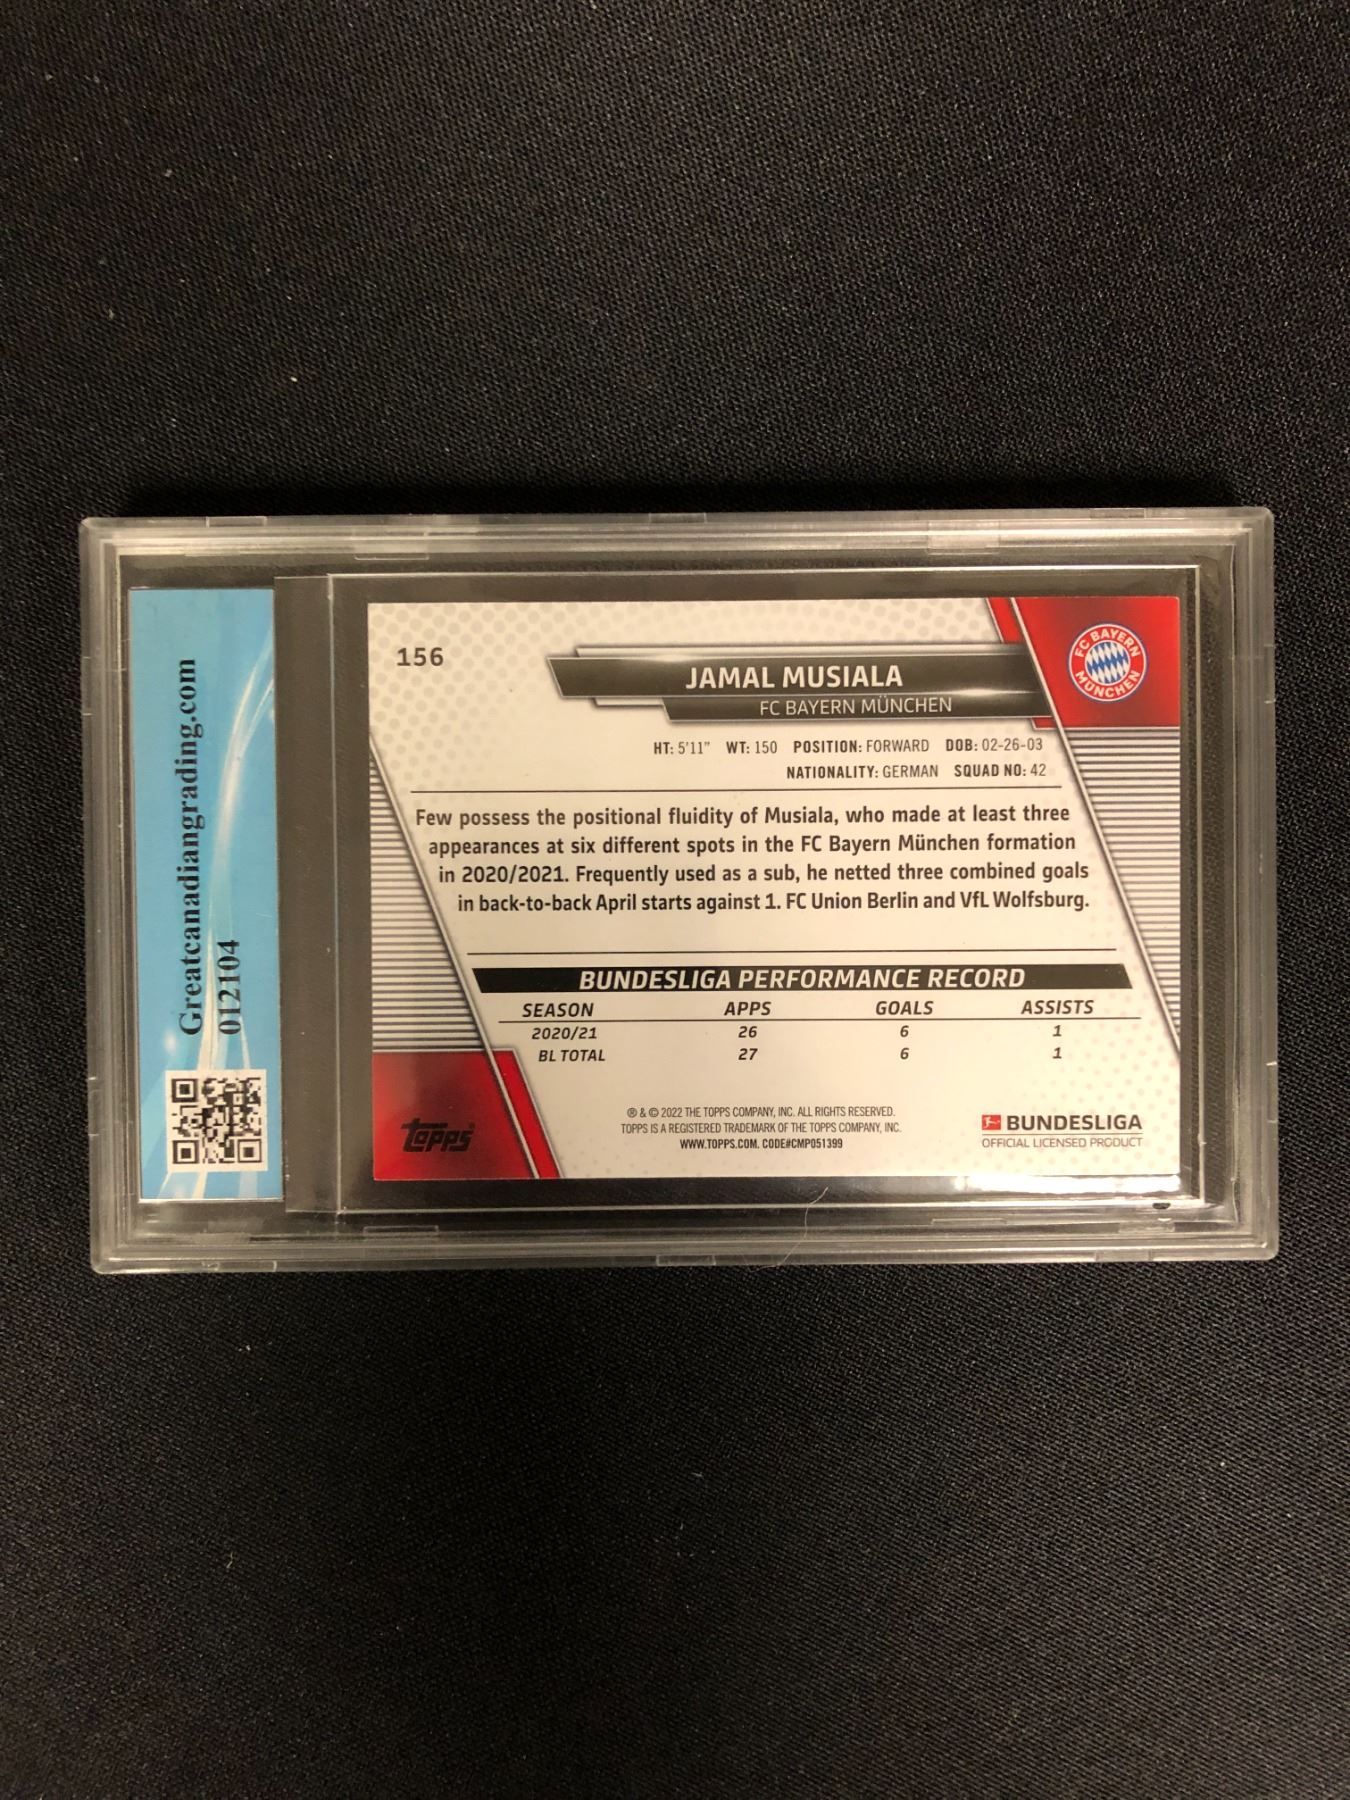 Greatcanadiangrading.com
012104
156
FC BAYERN
MÜNCHEN
JAMAL MUSIALA
FC BAYERN MÜNCHEN
HT: 5'11" WT: 150 POSITION: FORWARD DOB: 02-26-03
NATIONALITY: GERMAN SQUAD NO: 42
Few possess the positional fluidity of Musiala, who made at least three
appearances at six different spots in the FC Bayern München formation
in 2020/2021. Frequently used as a sub, he netted three combined goals
in back-to-back April starts against 1. FC Union Berlin and VfL Wolfsburg.
BUNDESLIGA PERFORMANCE RECORD
SEASON APPS GOALS ASSISTS
2020/21 26 6 1
BL TOTAL 27 6 1
topps
® & © 2022 THE TOPPS COMPANY, INC. ALL RIGHTS RESERVED.
TOPPS IS A REGISTERED TRADEMARK OF THE TOPPS COMPANY, INC.
WWW.TOPPS.COM. CODE#CMP051399
BUNDESLIGA
OFFICIAL LICENSED PRODUCT